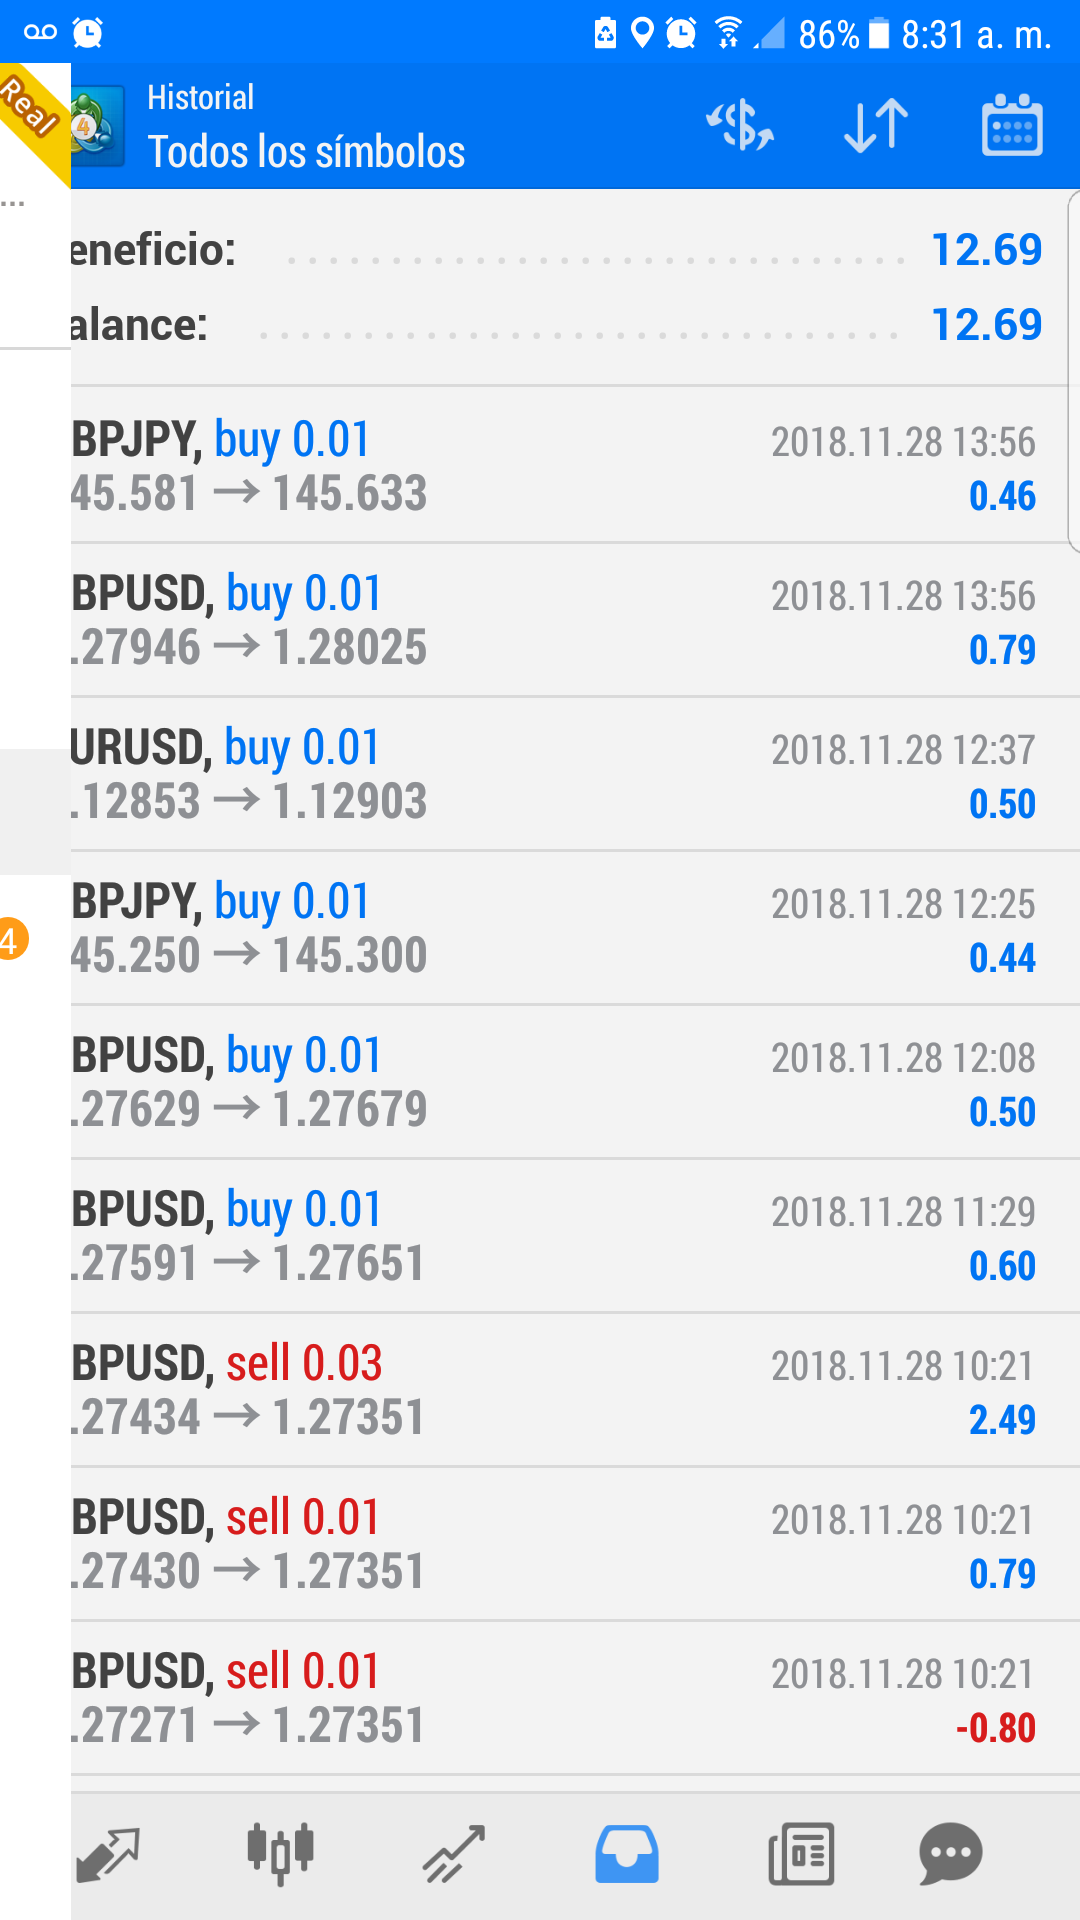 86% 8:31 a. m.
Real
4
Historial
Todos los símbolos
...
eneficio: 12.69
alance: 12.69
BPJPY, buy 0.01 2018.11.28 13:56
45.581 → 145.633 0.46
BPUSD, buy 0.01 2018.11.28 13:56
.27946 → 1.28025 0.79
URUSD, buy 0.01 2018.11.28 12:37
.12853 → 1.12903 0.50
BPJPY, buy 0.01 2018.11.28 12:25
4
45.250 → 145.300 0.44
BPUSD, buy 0.01 2018.11.28 12:08
.27629 → 1.27679 0.50
BPUSD, buy 0.01 2018.11.28 11:29
.27591 → 1.27651 0.60
BPUSD, sell 0.03 2018.11.28 10:21
.27434 → 1.27351 2.49
BPUSD, sell 0.01 2018.11.28 10:21
.27430 → 1.27351 0.79
BPUSD, sell 0.01 2018.11.28 10:21
.27271 → 1.27351 -0.80